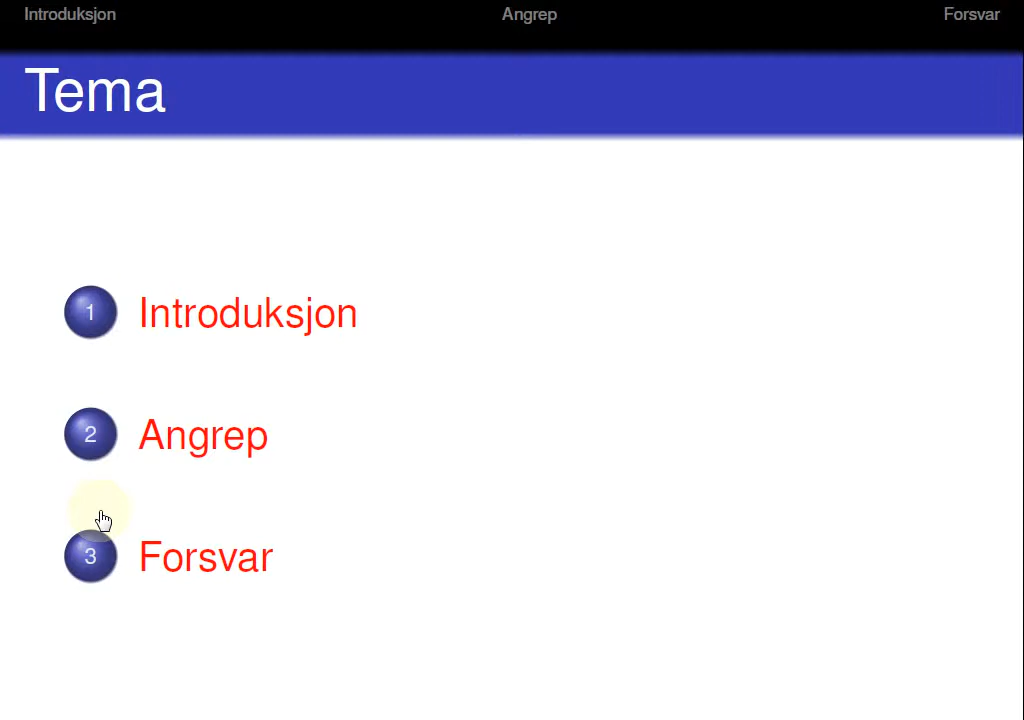 Introduksjon Angrep Forsvar
Tema
1 Introduksjon
2 Angrep
3 Forsvar